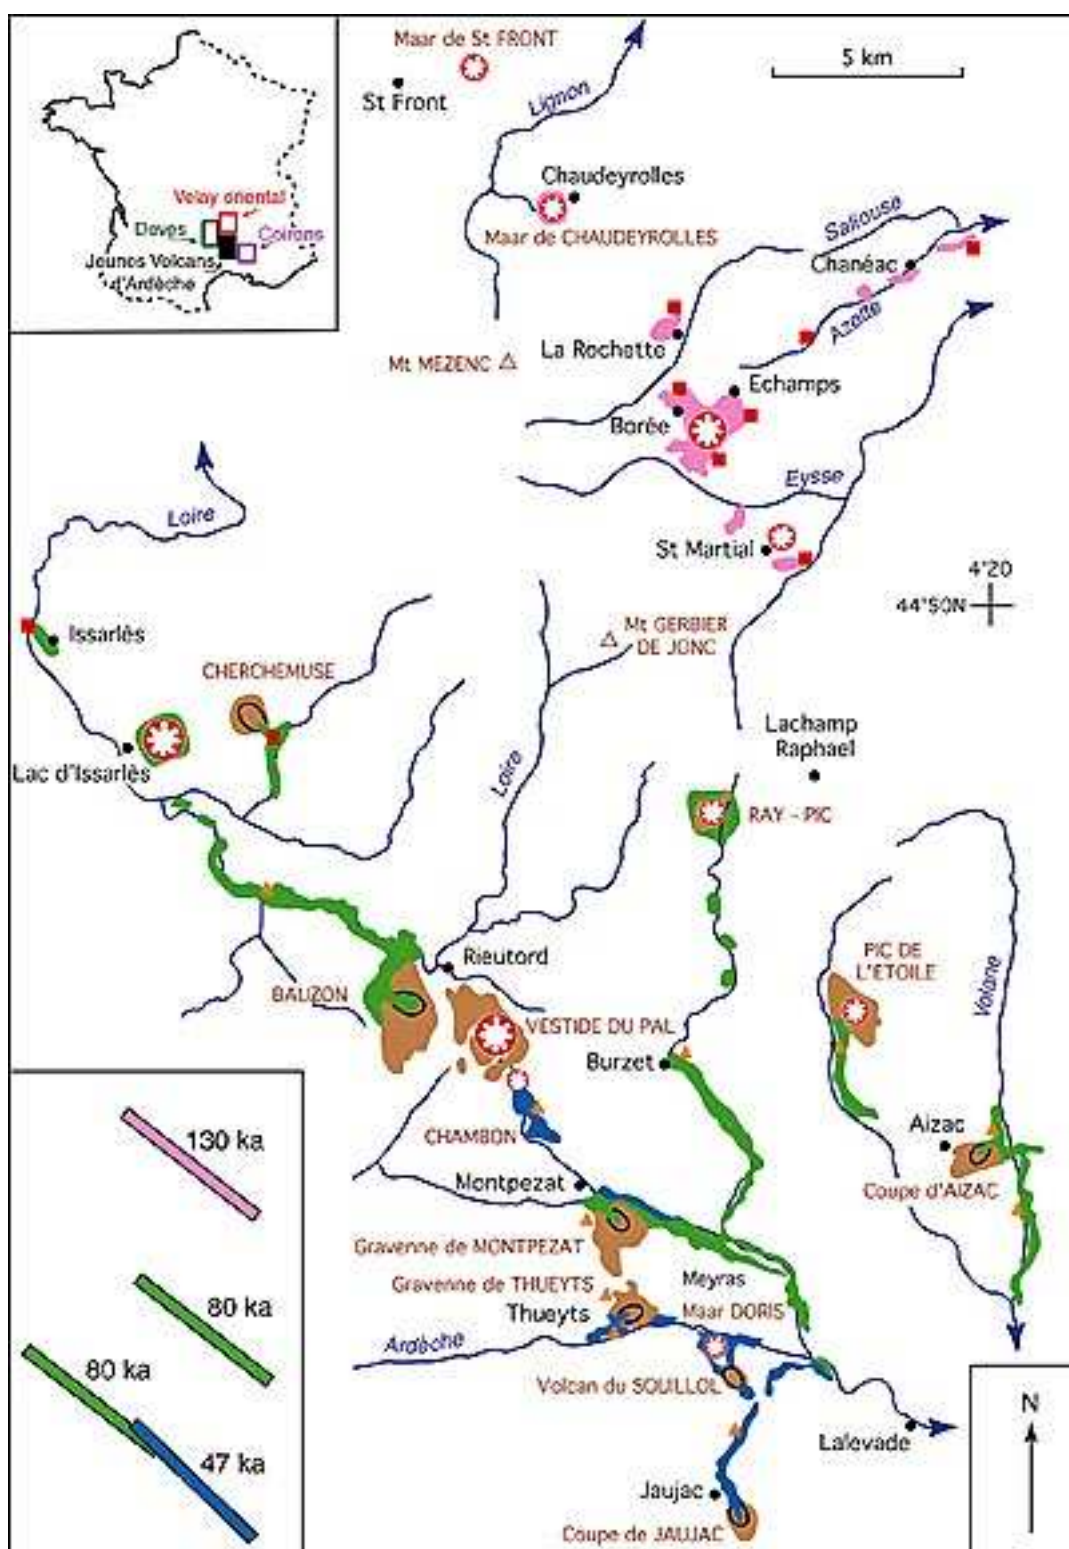 Maar de St FRONT
St Front
Lignon
5 km
Velay oriental
Deves
Coirons
Jeunes Volcans
d'Ardèche
Chaudeyrolles
Maar de CHAUDEYROLLES
Saliouse
Chanéac
Azette
La Rochette
Mt MEZENC
Echamps
Borée
Eysse
Loire
St Martial
4°20
44°50N
Issarlès
Mt GERBIER
DE JONC
CHERCHEMUSE
Lachamp
Raphael
Lac d'Issarlès
Loire
RAY - PIC
Rieutord
PIC DE
L'ETOILE
Volane
BAUZON
VESTIDE DU PAL
Burzet
130 ka
CHAMBON
Aizac
Montpezat
Coupe d'AIZAC
Gravenne de MONTPEZAT
Gravenne de THUEYTS
Meyras
80 ka
Thueyts
Maar DORIS
Ardèche
80 ka
Volcan du SOUILLOL
N
Lalevade
47 ka
Jaujac
Coupe de JAUJAC